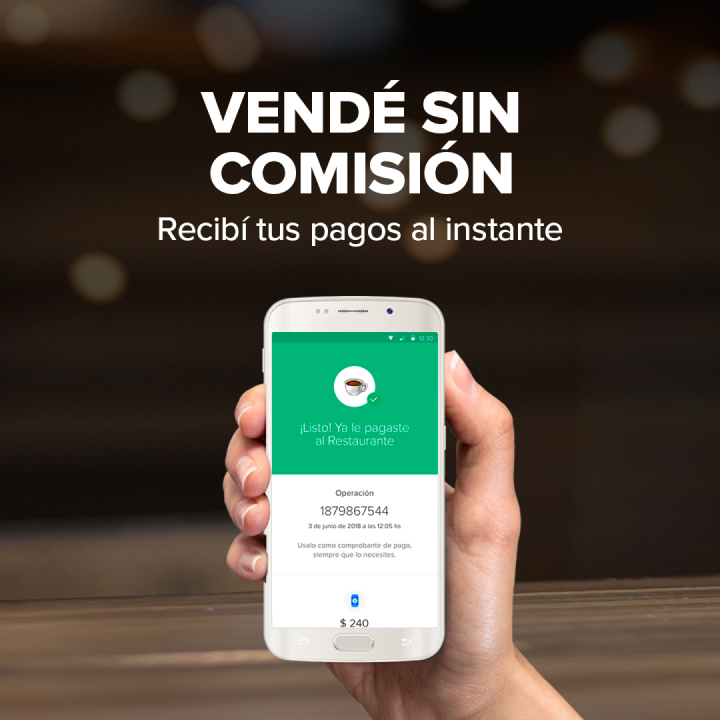 VENDÉ SIN
COMISIÓN
Recibí tus pagos al instante
12.30
¡Listo! Ya le pagaste
al Restaurante
Operación
1879867544
3 de junio de 2018 a las 12:05 hs
Usalo como comprobante de pago,
siempre que lo necesites.
$ 240